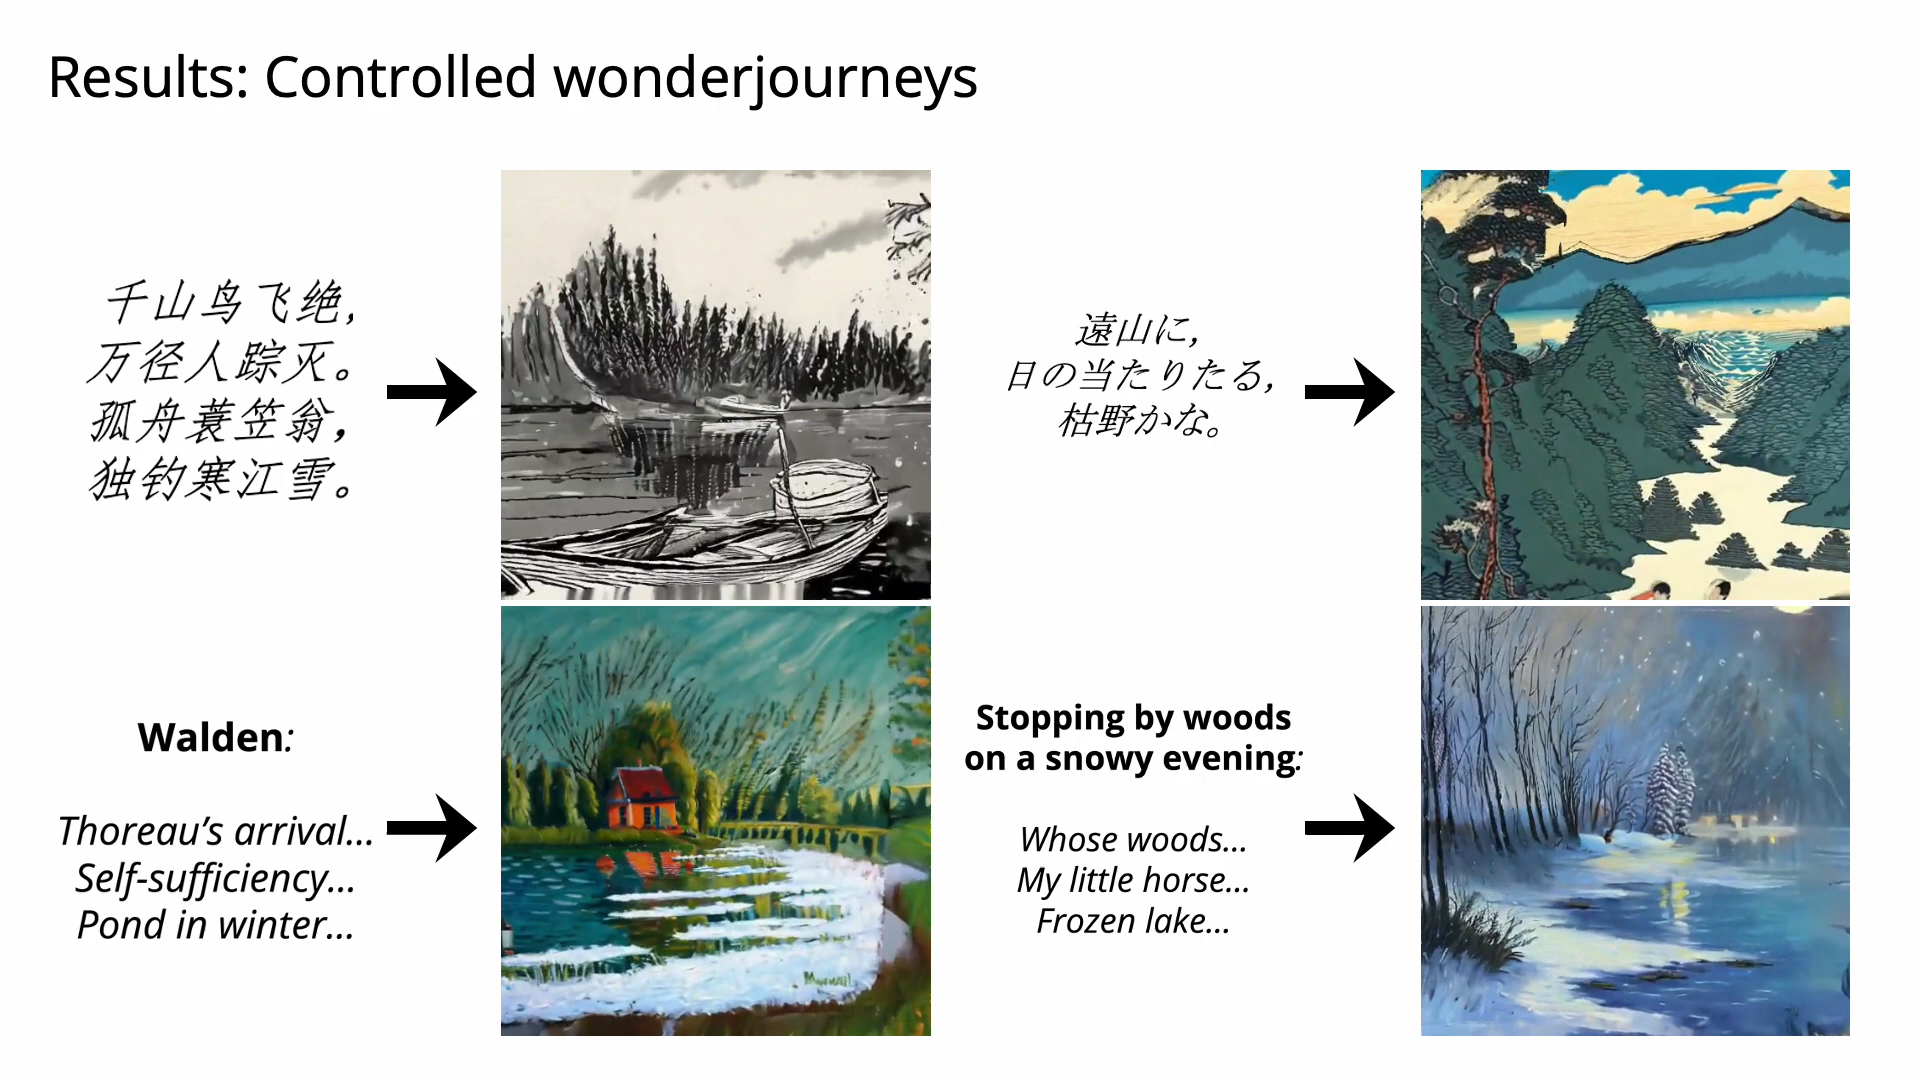 Results: Controlled wonderjourneys
千山鸟飞绝,
万径人踪灭。
孤舟蓑笠翁，
独钓寒江雪。
遠山に,
日の当たりたる,
枯野かな。
Walden:
Thoreau’s arrival...
Self-sufficiency...
Pond in winter...
Stopping by woods
on a snowy evening:
Whose woods...
My little horse...
Frozen lake...